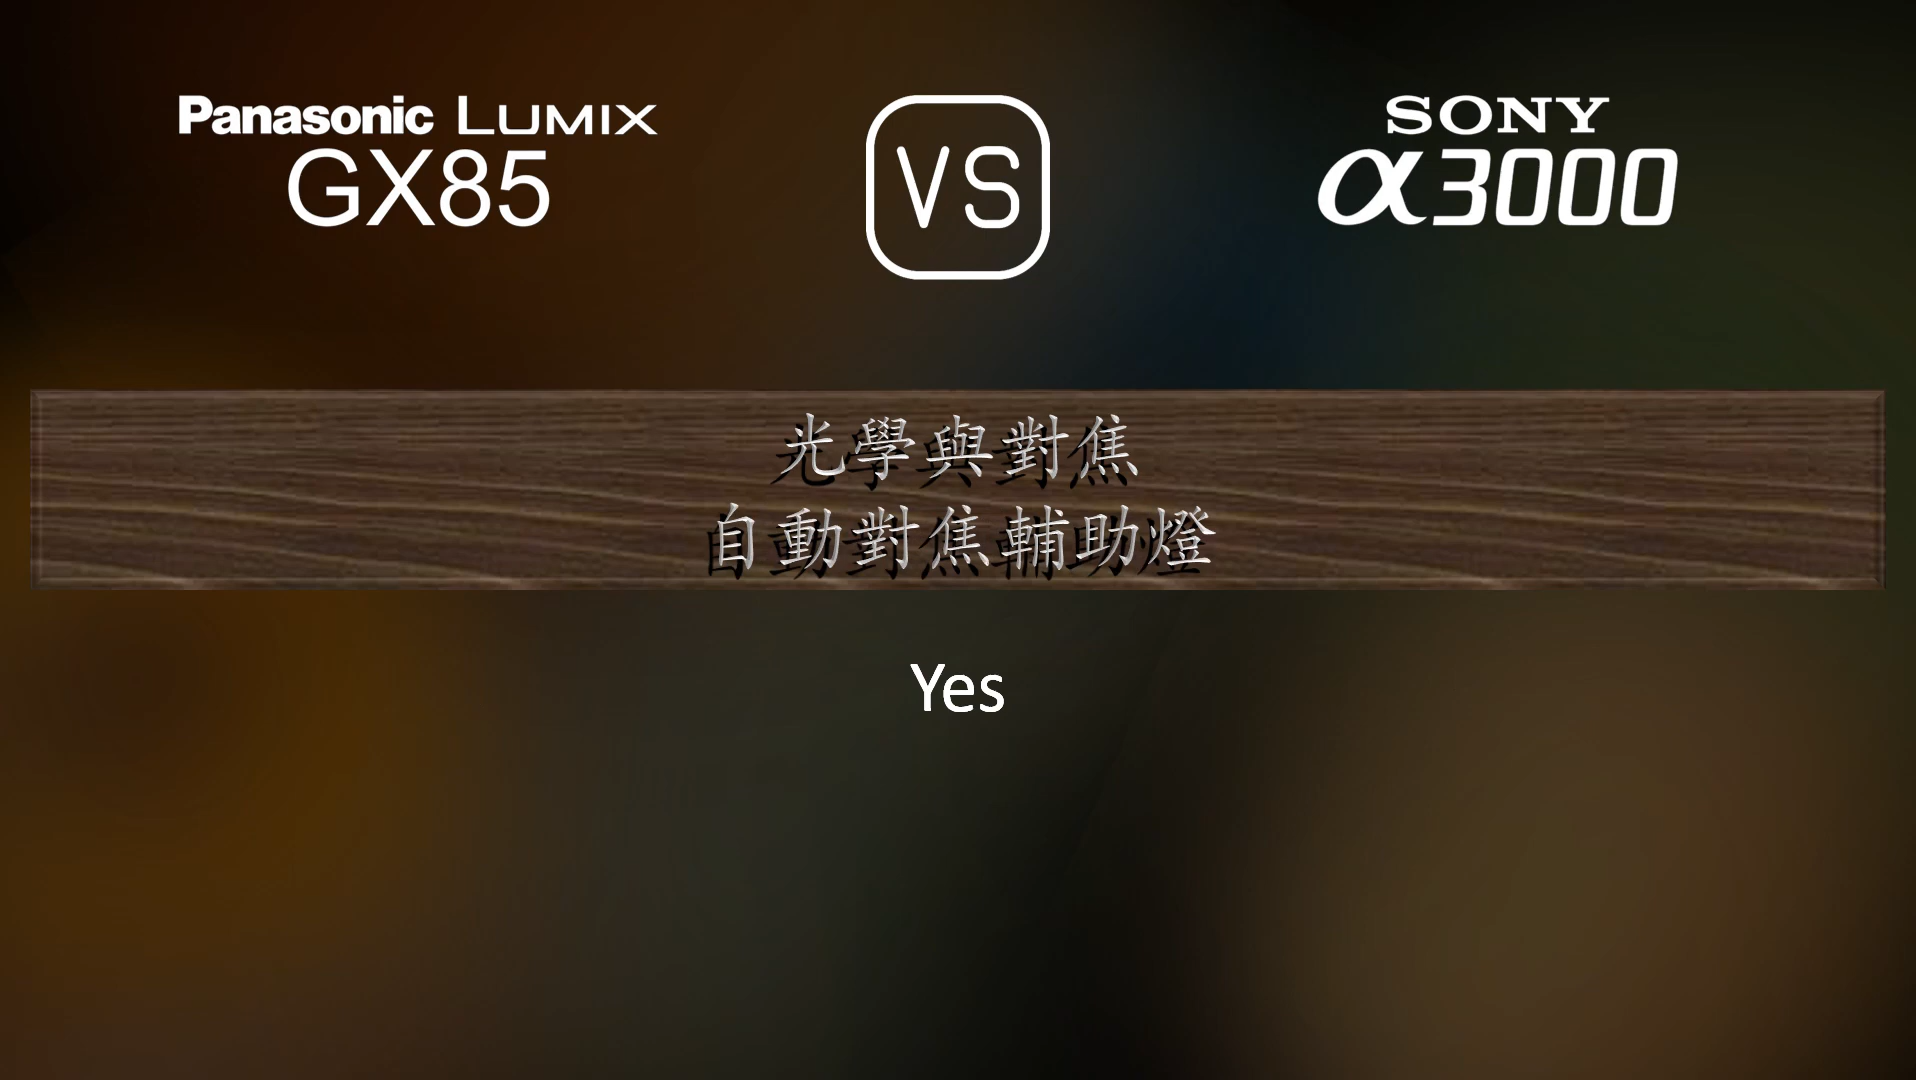 Panasonic LUMIX
GX85
VS
SONY
α3000
光學與對焦
自動對焦輔助燈
Yes